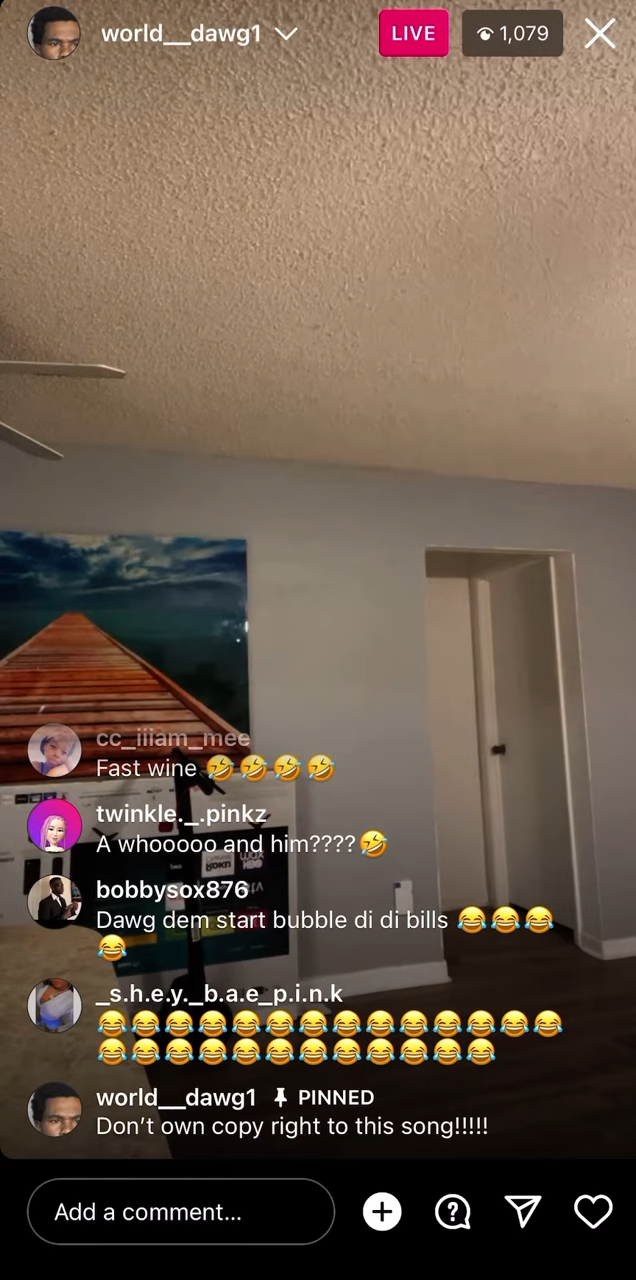 world__dawg1
LIVE
1,079
cc_iiiam_mee
Fast wine 🤣🤣🤣🤣
twinkle._.pinkz
A whooooo and him????🤣
bobbysox876
Dawg dem start bubble di di bills 😂😂😂
😂
_s.h.e.y._b.a.e_p.i.n.k
😂😂😂😂😂😂😂😂😂😂😂😂😂😂
😂😂😂😂😂😂😂😂😂😂😂😂
world__dawg1 PINNED
Don’t own copy right to this song!!!!!
Add a comment...